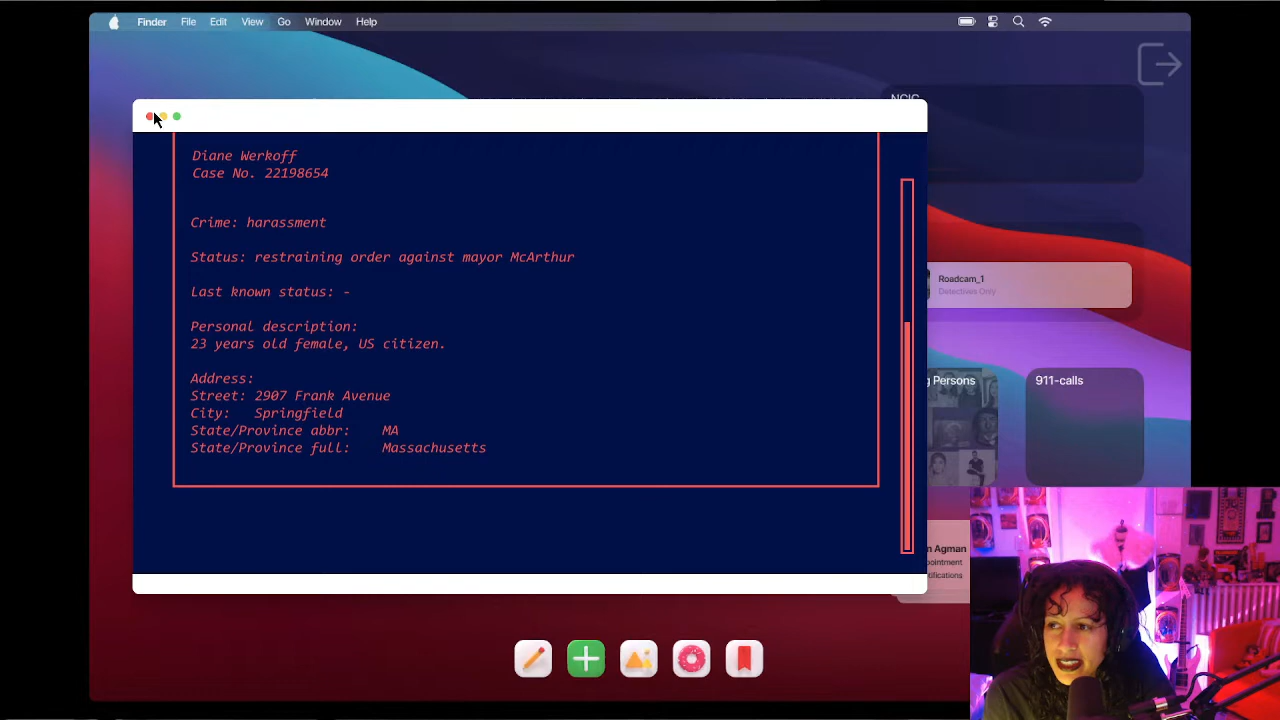 Finder File Edit View Go Window Help
NCIC
Diane Werkoff
Case No. 22198654
Crime: harassment
Status: restraining order against mayor McArthur
Last known status: -
Personal description:
23 years old female, US citizen.
Address:
Street: 2907 Frank Avenue
City: Springfield
State/Province abbr: MA
State/Province full: Massachusetts
Roadcam_1
Detectives Only
Persons
911-calls
Agman